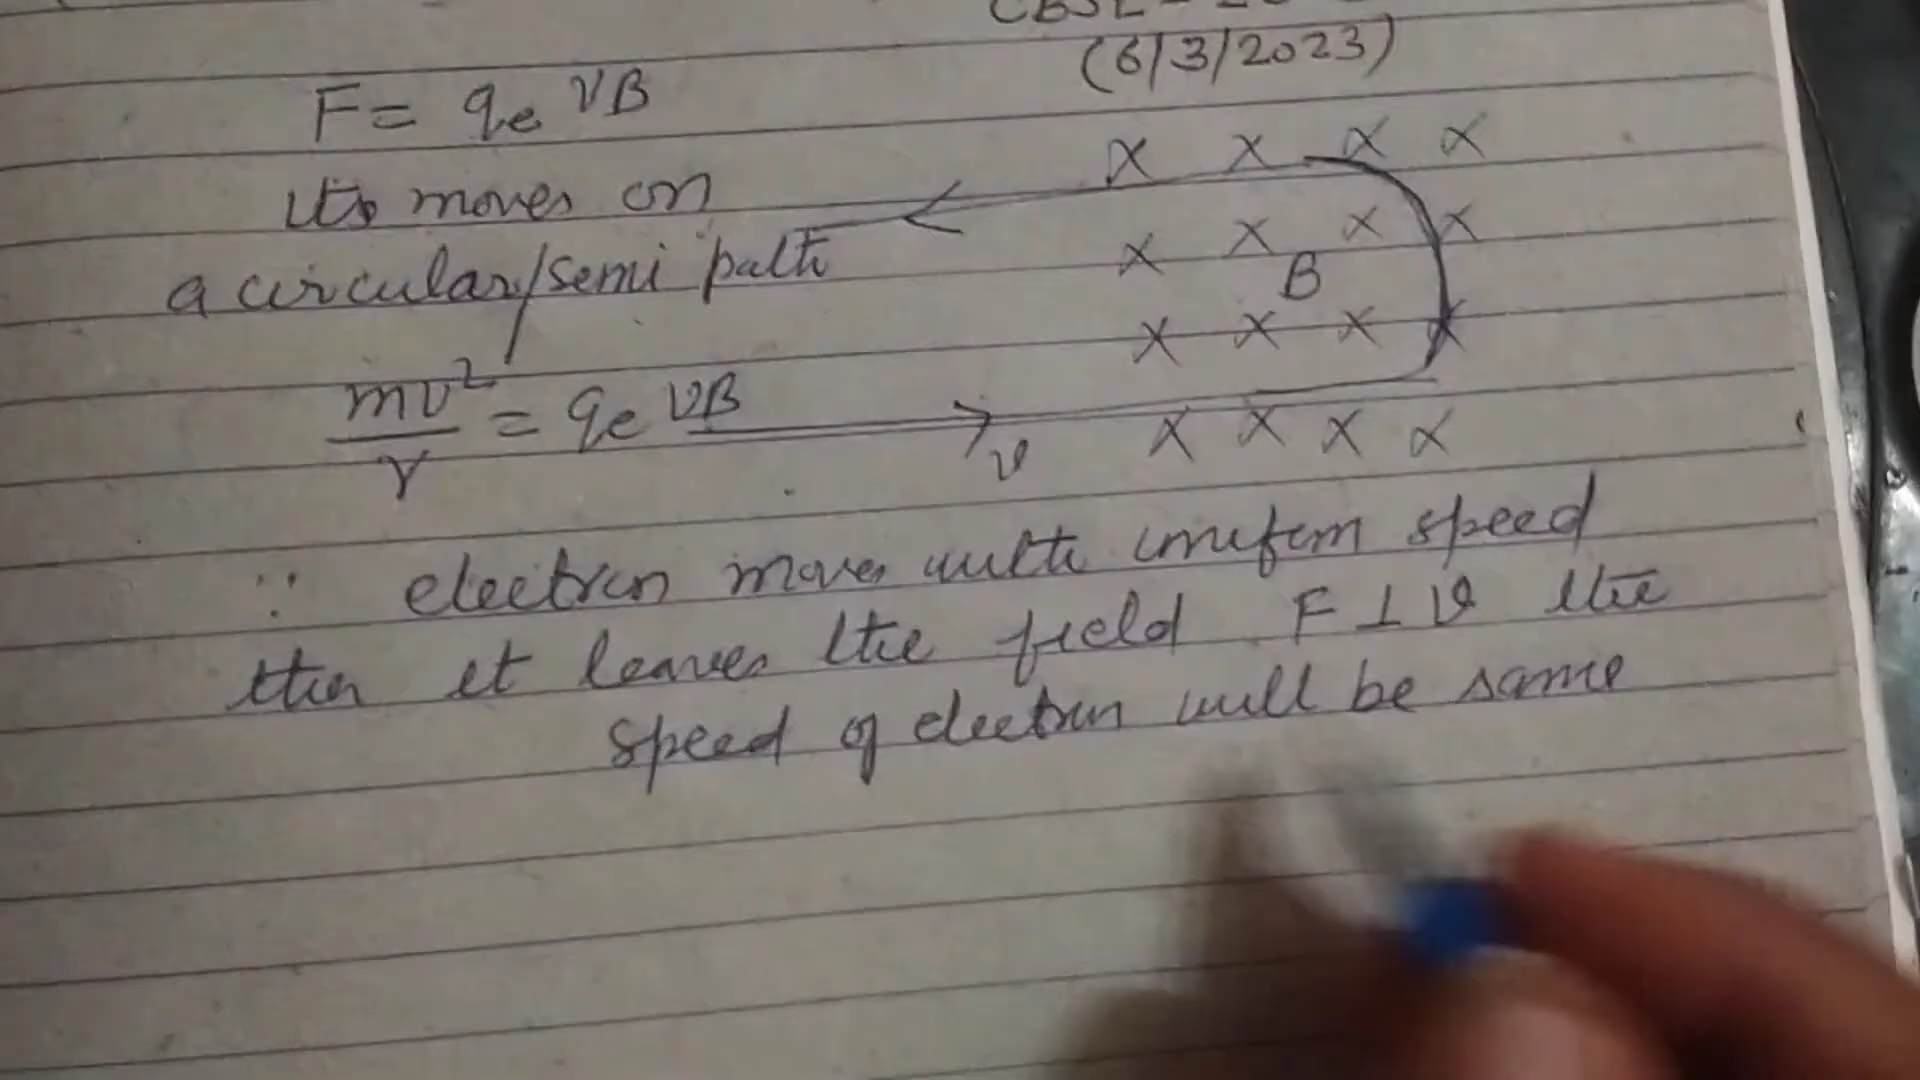 (6/3/2023)
F = qe VB
its moves on
a circular/semi path
mv²/r = qe VB
x x x x
x x x x
B
x x x x
v
x x x x
∵ electron moves with uniform speed
then it leaves the field F ⊥ V the
speed of electron will be same